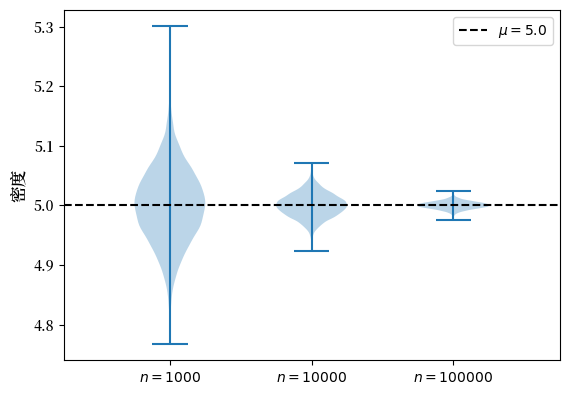 5.3
5.2
5.1
5.0
4.9
4.8
密度
μ = 5.0
n = 1000
n = 10000
n = 100000